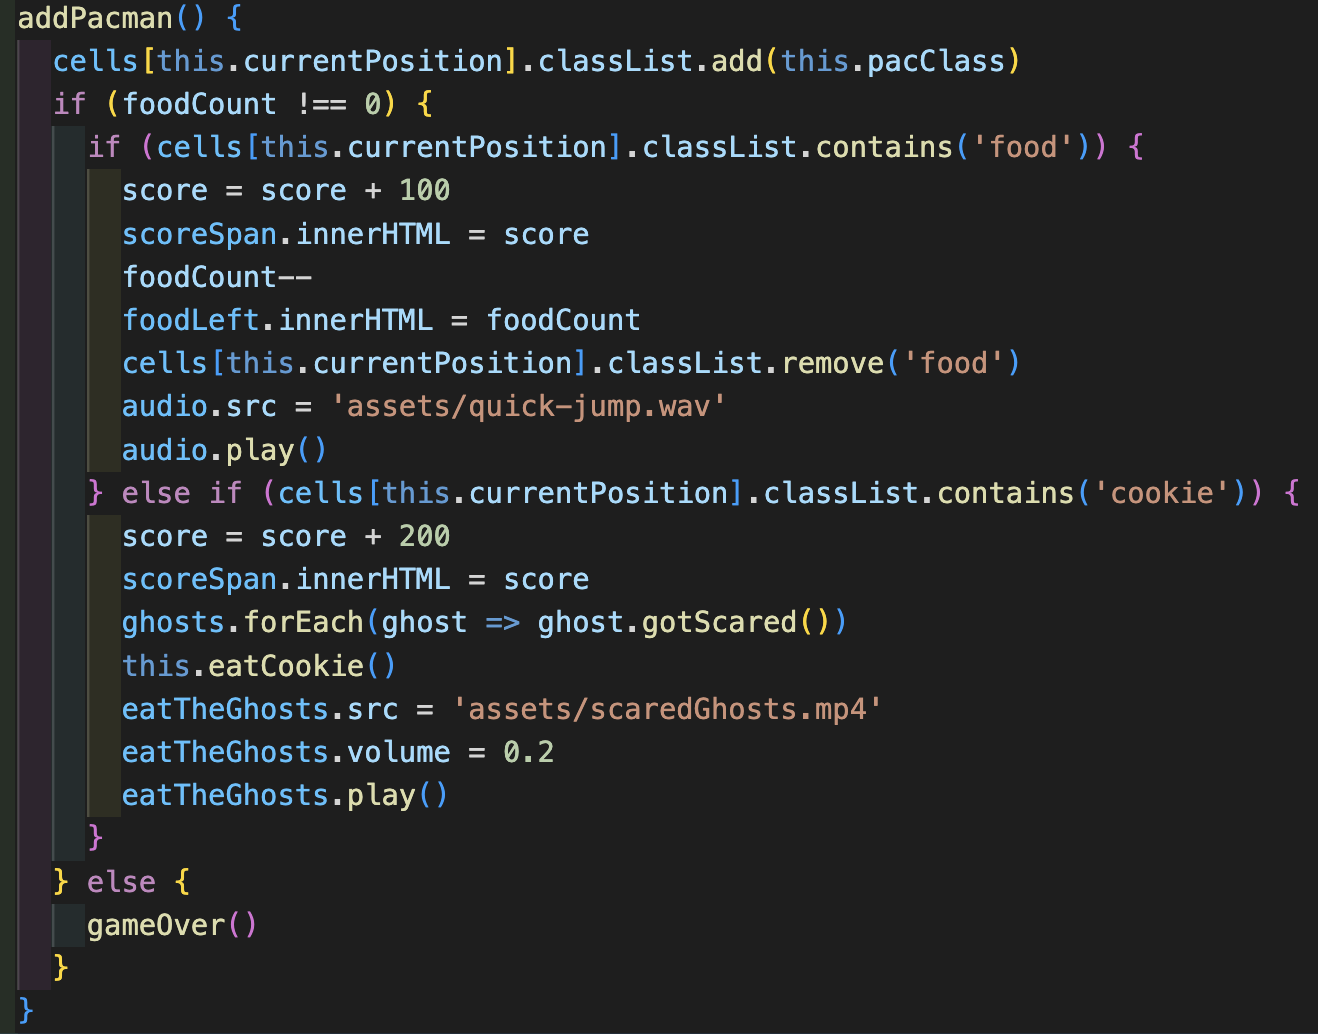 addPacman() {
  cells[this.currentPosition].classList.add(this.pacClass)
  if (foodCount !== 0) {
    if (cells[this.currentPosition].classList.contains('food')) {
      score = score + 100
      scoreSpan.innerHTML = score
      foodCount--
      foodLeft.innerHTML = foodCount
      cells[this.currentPosition].classList.remove('food')
      audio.src = 'assets/quick-jump.wav'
      audio.play()
    } else if (cells[this.currentPosition].classList.contains('cookie')) {
      score = score + 200
      scoreSpan.innerHTML = score
      ghosts.forEach(ghost => ghost.gotScared())
      this.eatCookie()
      eatTheGhosts.src = 'assets/scaredGhosts.mp4'
      eatTheGhosts.volume = 0.2
      eatTheGhosts.play()
    }
  } else {
    gameOver()
  }
}